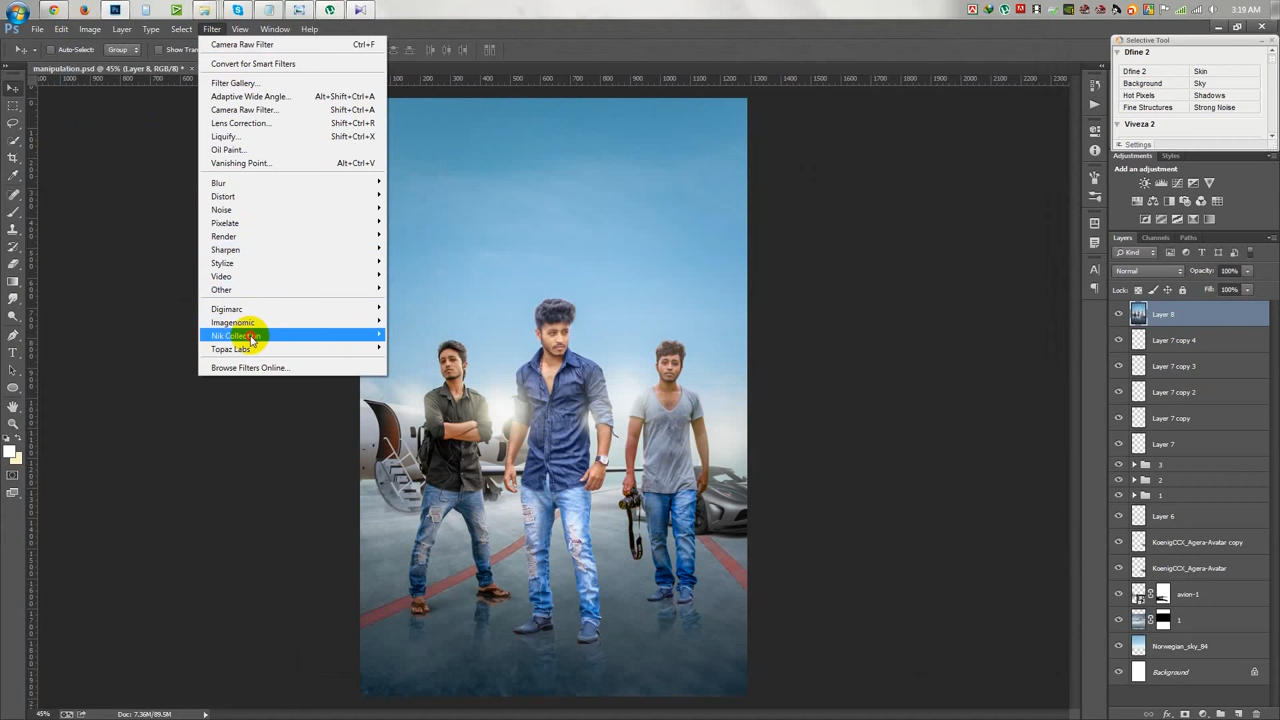 3:19 AM
Ps File Edit Image Layer Type Select Filter View Window Help
Auto-Select: Group Show Tran
manipulation.psd @ 45% (Layer 8, RGB/8) *
Camera Raw Filter Ctrl+F
Convert for Smart Filters
Filter Gallery...
Adaptive Wide Angle... Alt+Shift+Ctrl+A
Camera Raw Filter... Shift+Ctrl+A
Lens Correction... Shift+Ctrl+R
Liquify... Shift+Ctrl+X
Oil Paint...
Vanishing Point... Alt+Ctrl+V
Blur
Distort
Noise
Pixelate
Render
Sharpen
Stylize
Video
Other
Digimarc
Imagenomic
Nik Collection
Topaz Labs
Browse Filters Online...
Selective Tool
Dfine 2
Dfine 2 Skin
Background Sky
Hot Pixels Shadows
Fine Structures Strong Noise
Viveza 2
Settings
Adjustments Styles
Add an adjustment
Layers Channels Paths
Kind
Normal Opacity: 100%
Lock: Fill: 100%
Layer 8
Layer 7 copy 4
Layer 7 copy 3
Layer 7 copy 2
Layer 7 copy
Layer 7
3
2
1
Layer 6
KoenigCCX_Agera-Avatar copy
KoenigCCX_Agera-Avatar
avion-1
1
Norwegian_sky_84
Background
45% Doc: 7.36M/89.5M